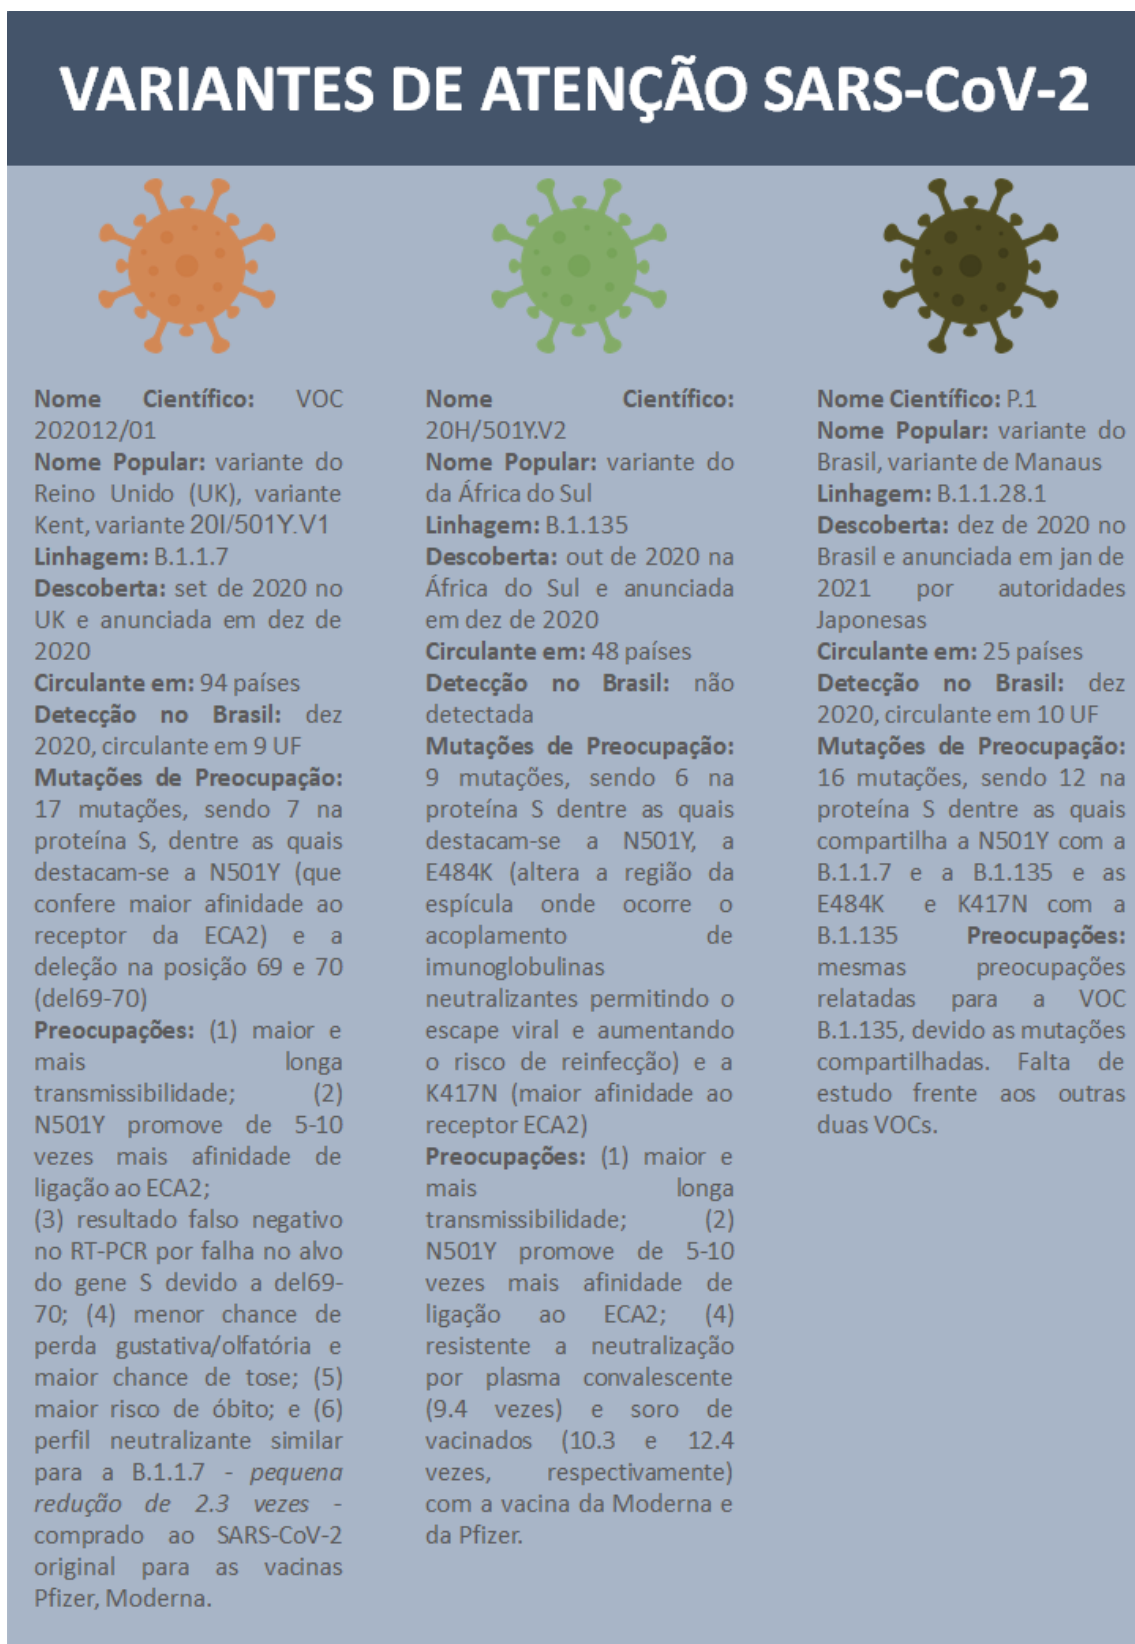 VARIANTES DE ATENÇÃO SARS-CoV-2
Nome Científico: VOC
202012/01
Nome Popular: variante do
Reino Unido (UK), variante
Kent, variante 20I/501Y.V1
Linhagem: B.1.1.7
Descoberta: set de 2020 no
UK e anunciada em dez de
2020
Circulante em: 94 países
Detecção no Brasil: dez
2020, circulante em 9 UF
Mutações de Preocupação:
17 mutações, sendo 7 na
proteína S, dentre as quais
destacam-se a N501Y (que
confere maior afinidade ao
receptor da ECA2) e a
deleção na posição 69 e 70
(del69-70)
Preocupações: (1) maior e
mais longa
transmissibilidade; (2)
N501Y promove de 5-10
vezes mais afinidade de
ligação ao ECA2;
(3) resultado falso negativo
no RT-PCR por falha no alvo
do gene S devido a del69-
70; (4) menor chance de
perda gustativa/olfatória e
maior chance de tose; (5)
maior risco de óbito; e (6)
perfil neutralizante similar
para a B.1.1.7 - pequena
redução de 2.3 vezes -
comprado ao SARS-CoV-2
original para as vacinas
Pfizer, Moderna.
Nome Científico:
20H/501Y.V2
Nome Popular: variante do
da África do Sul
Linhagem: B.1.135
Descoberta: out de 2020 na
África do Sul e anunciada
em dez de 2020
Circulante em: 48 países
Detecção no Brasil: não
detectada
Mutações de Preocupação:
9 mutações, sendo 6 na
proteína S dentre as quais
destacam-se a N501Y, a
E484K (altera a região da
espícula onde ocorre o
acoplamento de
imunoglobulinas
neutralizantes permitindo o
escape viral e aumentando
o risco de reinfecção) e a
K417N (maior afinidade ao
receptor ECA2)
Preocupações: (1) maior e
mais longa
transmissibilidade; (2)
N501Y promove de 5-10
vezes mais afinidade de
ligação ao ECA2; (4)
resistente a neutralização
por plasma convalescente
(9.4 vezes) e soro de
vacinados (10.3 e 12.4
vezes, respectivamente)
com a vacina da Moderna e
da Pfizer.
Nome Científico: P.1
Nome Popular: variante do
Brasil, variante de Manaus
Linhagem: B.1.1.28.1
Descoberta: dez de 2020 no
Brasil e anunciada em jan de
2021 por autoridades
Japonesas
Circulante em: 25 países
Detecção no Brasil: dez
2020, circulante em 10 UF
Mutações de Preocupação:
16 mutações, sendo 12 na
proteína S dentre as quais
compartilha a N501Y com a
B.1.1.7 e a B.1.135 e as
E484K e K417N com a
B.1.135 Preocupações:
mesmas preocupações
relatadas para a VOC
B.1.135, devido as mutações
compartilhadas. Falta de
estudo frente aos outras
duas VOCs.